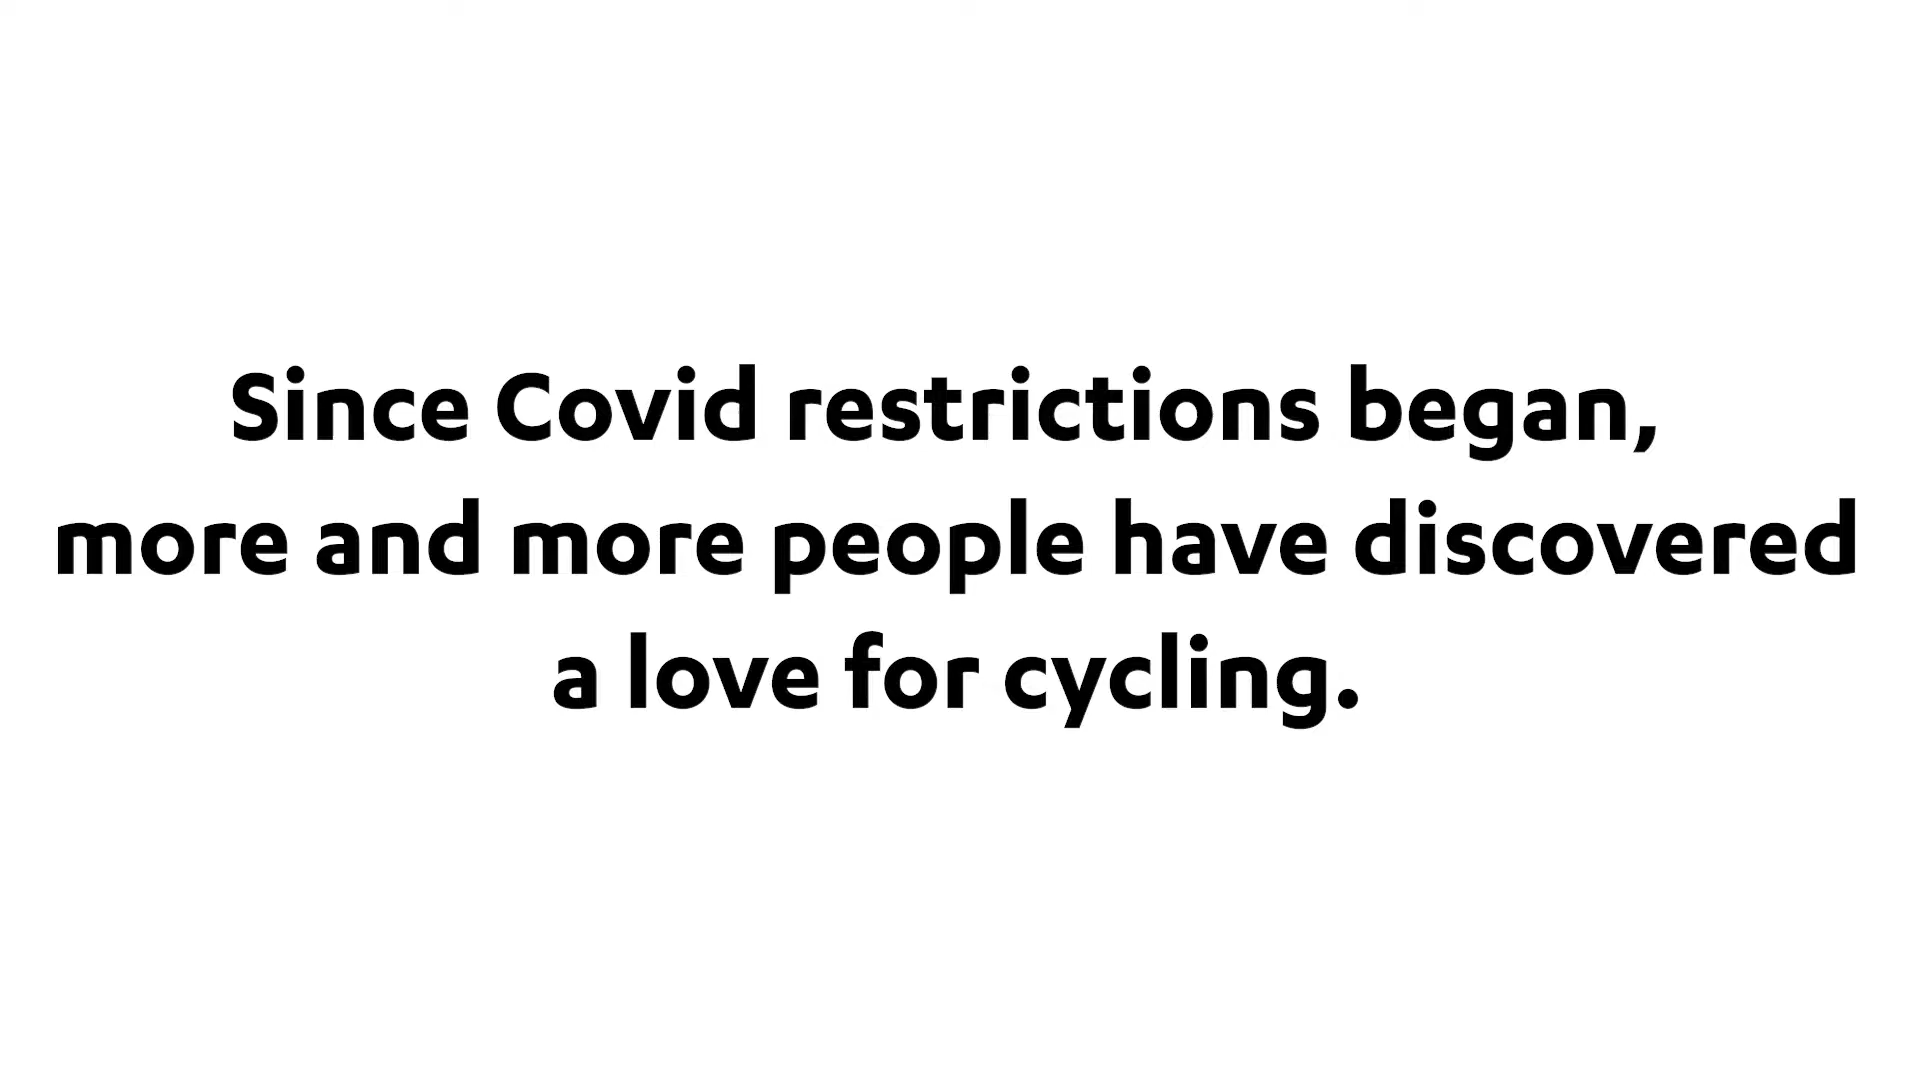 Since Covid restrictions began,
more and more people have discovered
a love for cycling.